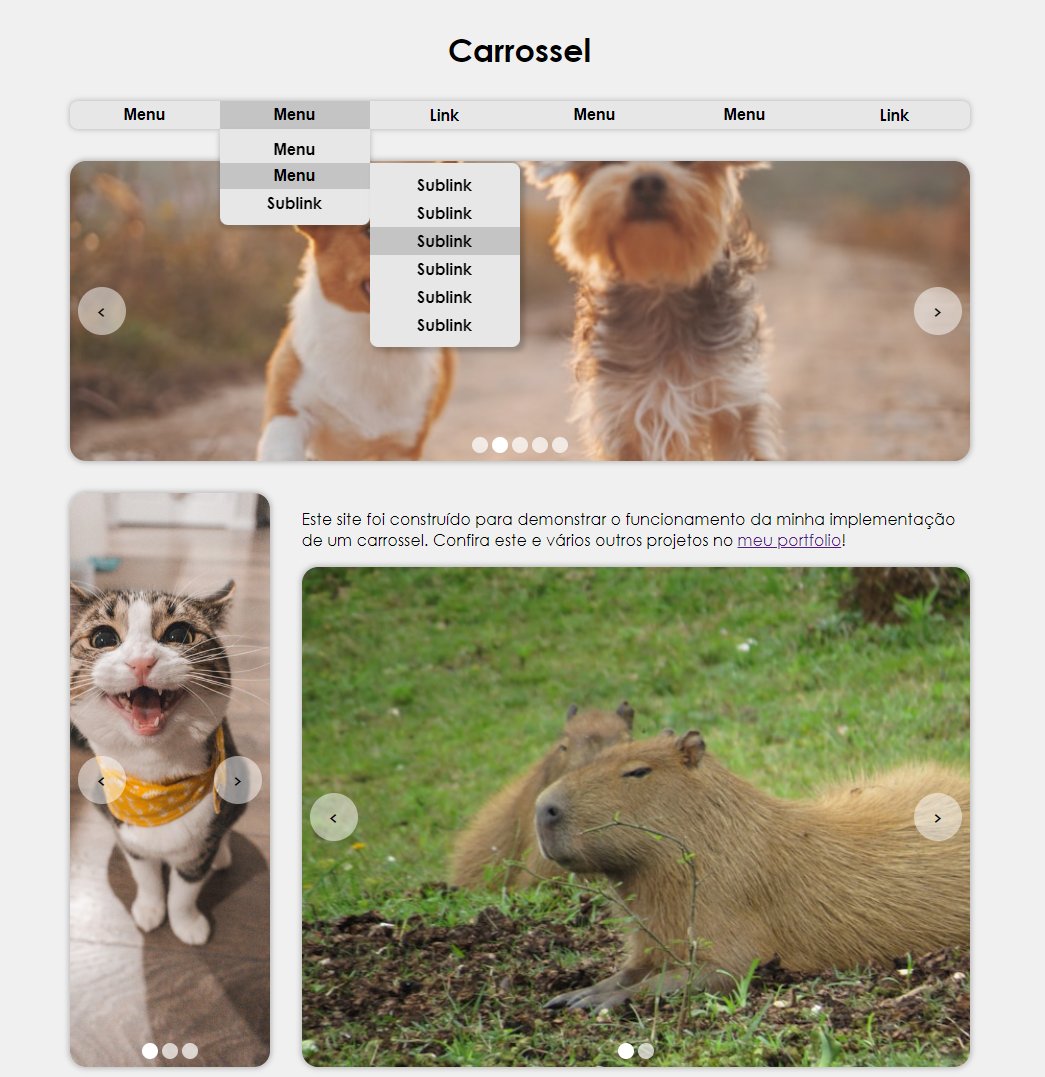 Carrossel
Menu Menu Link Menu Menu Link
Menu
Menu
Sublink
Sublink
Sublink
Sublink
Sublink
Sublink
Sublink
< >
Este site foi construído para demonstrar o funcionamento da minha implementação
de um carrossel. Confira este e vários outros projetos no meu portfolio!
< >
< >